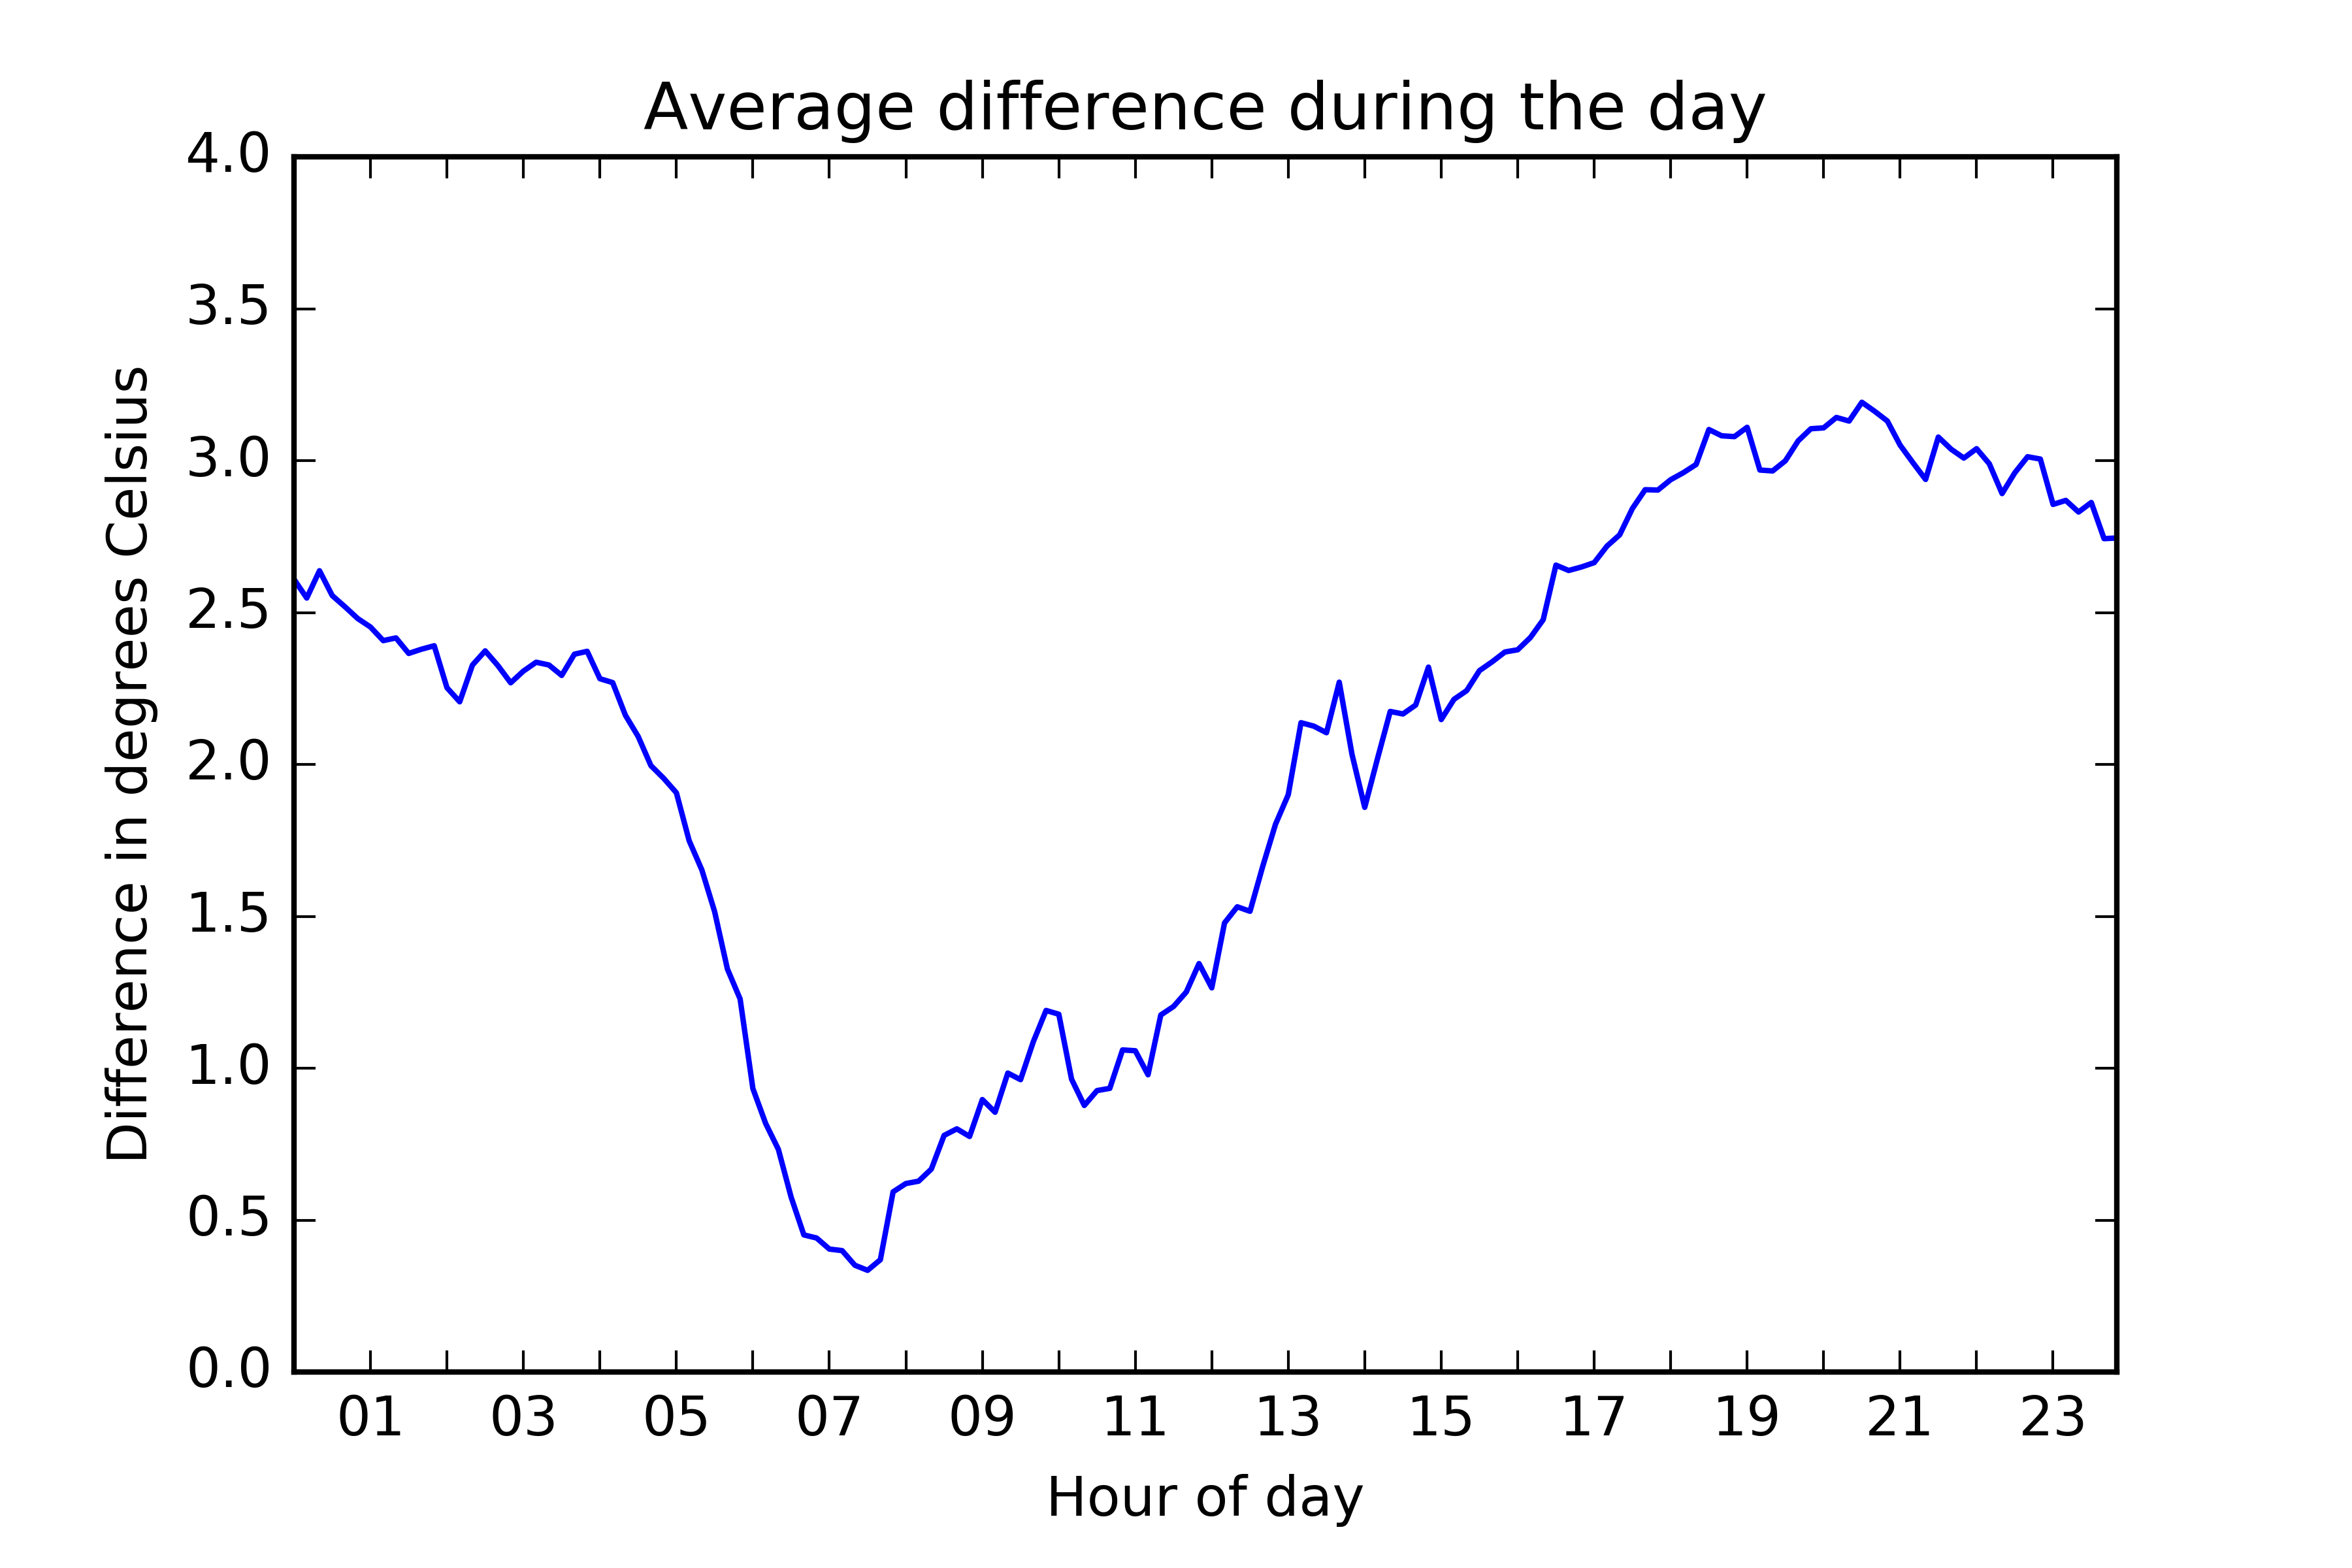 Average difference during the day
4.0
3.5
3.0
2.5
2.0
1.5
1.0
0.5
0.0
Difference in degrees Celsius
01 03 05 07 09 11 13 15 17 19 21 23
Hour of day